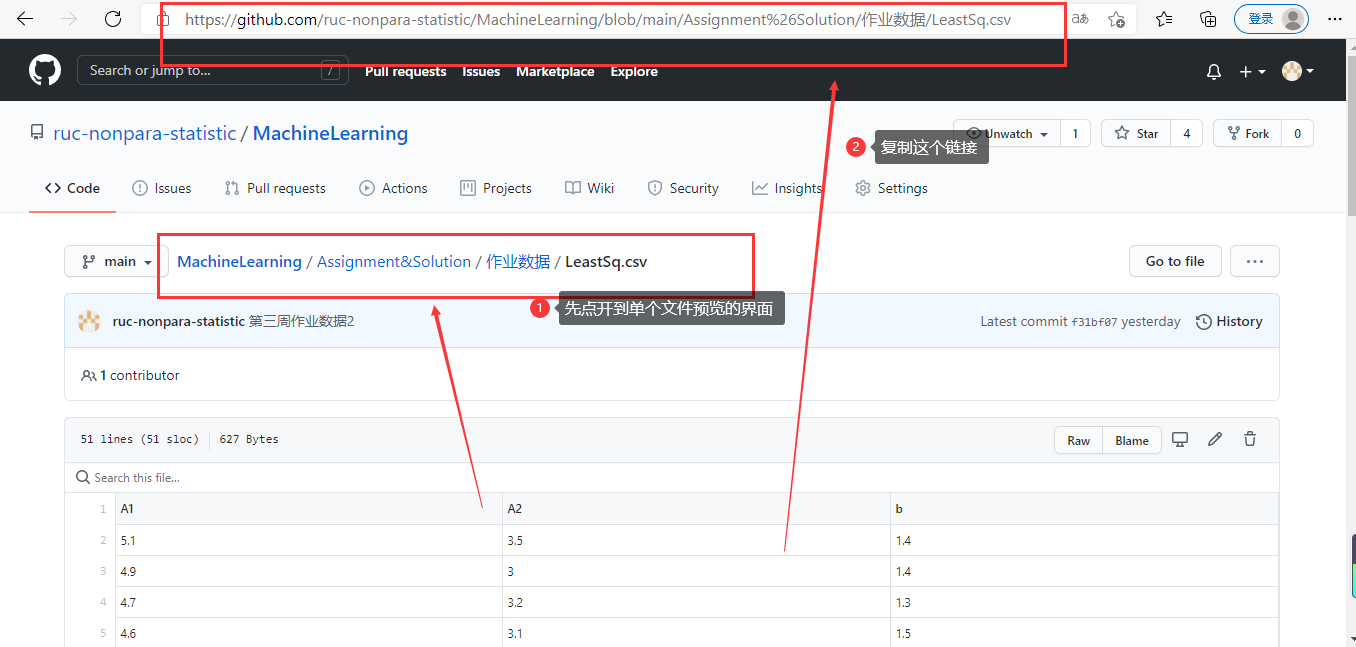 https://github.com/ruc-nonpara-statistic/MachineLearning/blob/main/Assignment%26Solution/作业数据/LeastSq.csv
aあ
登录
Search or jump to...
/
Pull requests
Issues
Marketplace
Explore
ruc-nonpara-statistic / MachineLearning
Unwatch
1
Star
4
Fork
0
2
复制这个链接
Code
Issues
Pull requests
Actions
Projects
Wiki
Security
Insights
Settings
main
MachineLearning / Assignment&Solution / 作业数据 / LeastSq.csv
Go to file
1
先点开到单个文件预览的界面
ruc-nonpara-statistic 第三周作业数据2
Latest commit f31bf07 yesterday
History
1 contributor
51 lines (51 sloc)
627 Bytes
Raw
Blame
Search this file...
1 A1 A2 b
2 5.1 3.5 1.4
3 4.9 3 1.4
4 4.7 3.2 1.3
5 4.6 3.1 1.5